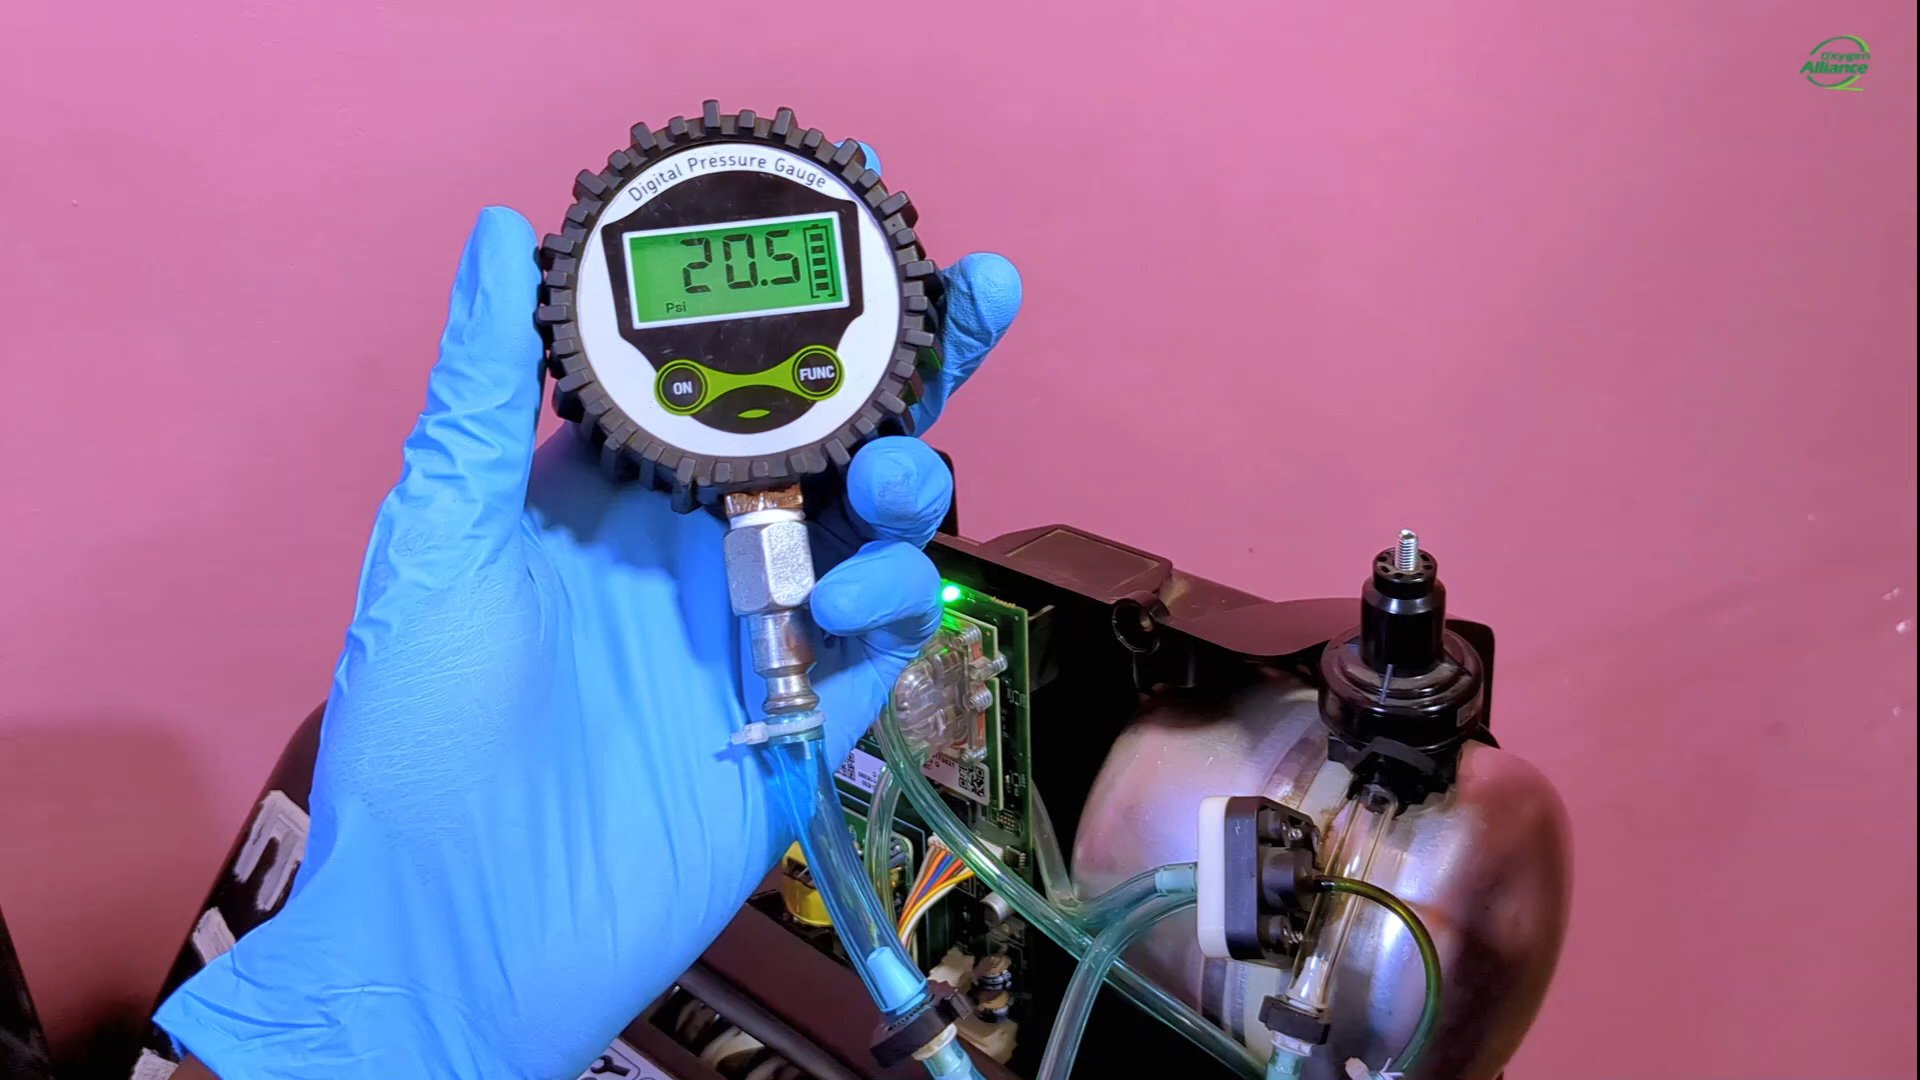 Oxygen
Alliance
Digital Pressure Gauge
20.5
Psi
ON
FUNC